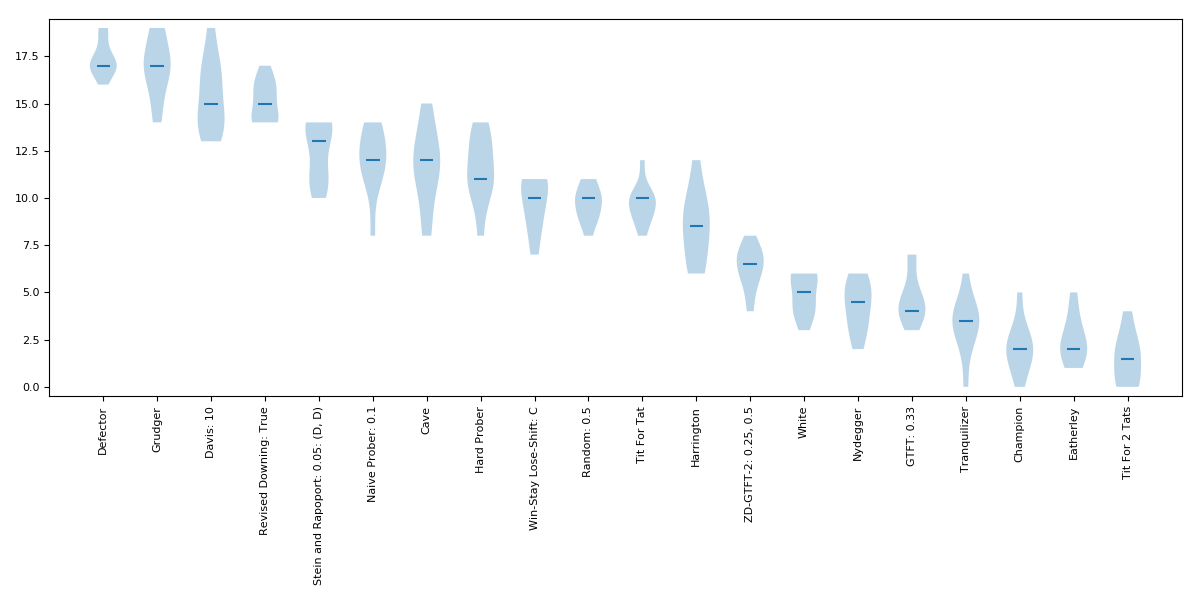 17.5
15.0
12.5
10.0
7.5
5.0
2.5
0.0
Defector
Grudger
Davis: 10
Revised Downing: True
Stein and Rapoport: 0.05: (D, D)
Naive Prober: 0.1
Cave
Hard Prober
Win-Stay Lose-Shift: C
Random: 0.5
Tit For Tat
Harrington
ZD-GTFT-2: 0.25, 0.5
White
Nydegger
GTFT: 0.33
Tranquilizer
Champion
Eatherley
Tit For 2 Tats